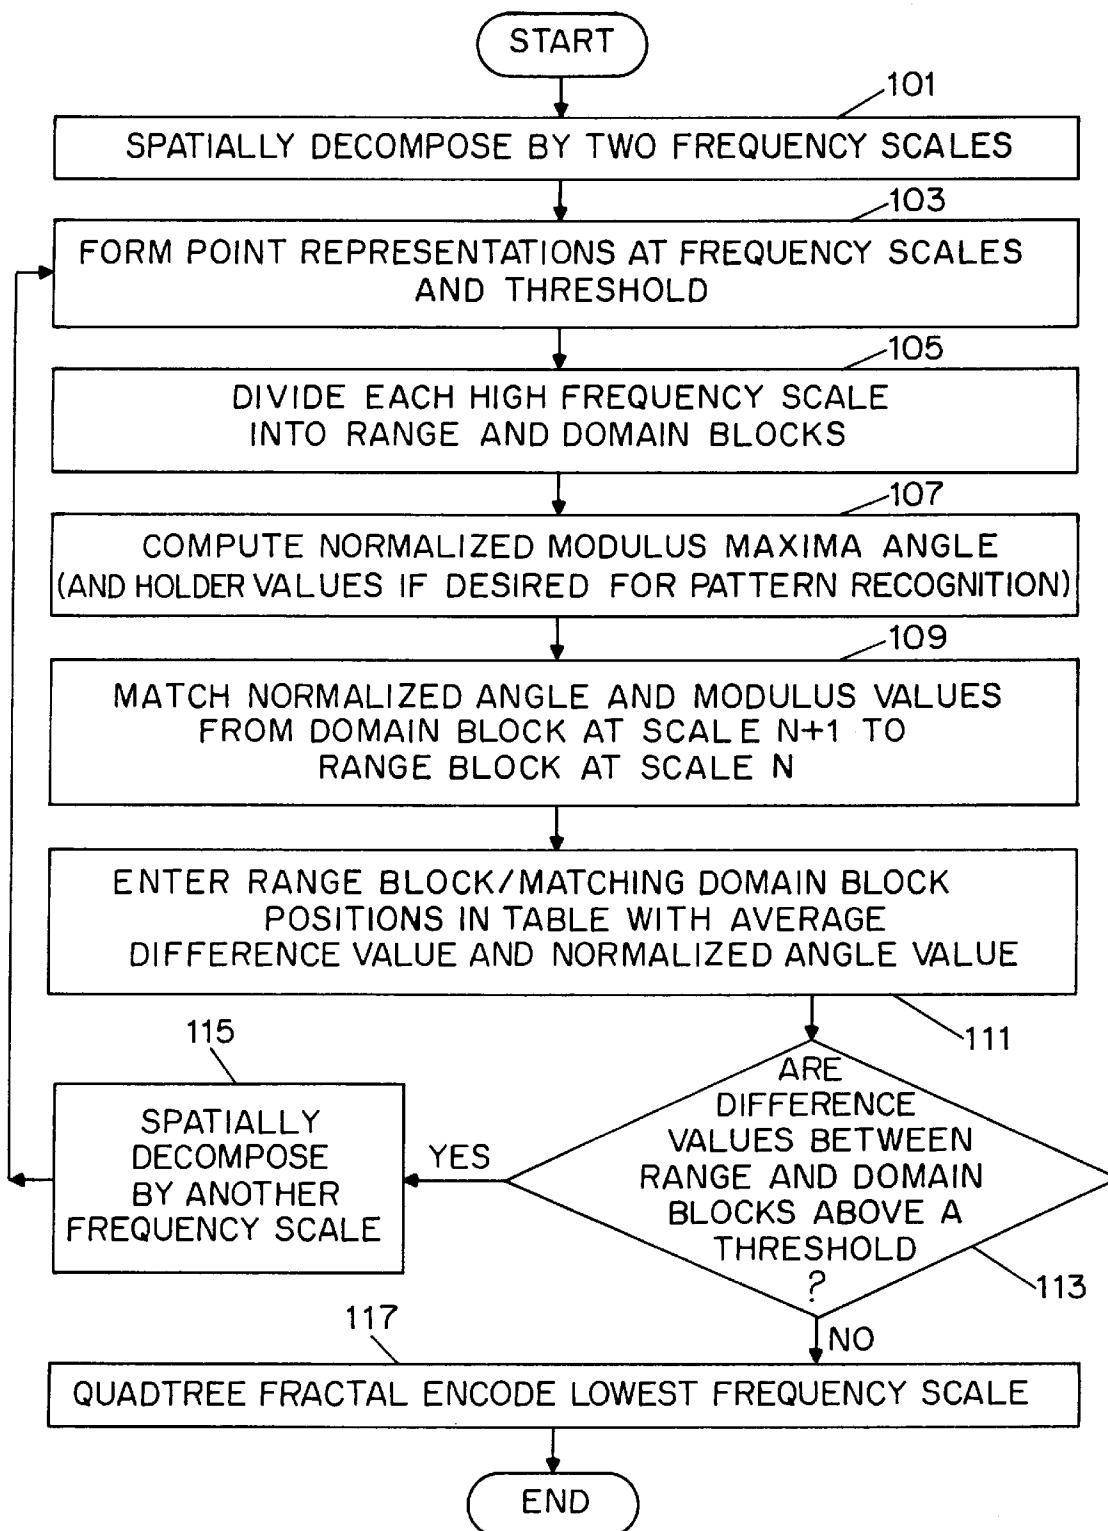 START
101
SPATIALLY DECOMPOSE BY TWO FREQUENCY SCALES
103
FORM POINT REPRESENTATIONS AT FREQUENCY SCALES
AND THRESHOLD
105
DIVIDE EACH HIGH FREQUENCY SCALE
INTO RANGE AND DOMAIN BLOCKS
107
COMPUTE NORMALIZED MODULUS MAXIMA ANGLE
(AND HOLDER VALUES IF DESIRED FOR PATTERN RECOGNITION)
109
MATCH NORMALIZED ANGLE AND MODULUS VALUES
FROM DOMAIN BLOCK AT SCALE N+1 TO
RANGE BLOCK AT SCALE N
ENTER RANGE BLOCK/MATCHING DOMAIN BLOCK
POSITIONS IN TABLE WITH AVERAGE
DIFFERENCE VALUE AND NORMALIZED ANGLE VALUE
111
ARE
DIFFERENCE
VALUES BETWEEN
RANGE AND DOMAIN
BLOCKS ABOVE A
THRESHOLD
?
113
YES
115
SPATIALLY
DECOMPOSE
BY ANOTHER
FREQUENCY SCALE
NO
117
QUADTREE FRACTAL ENCODE LOWEST FREQUENCY SCALE
END